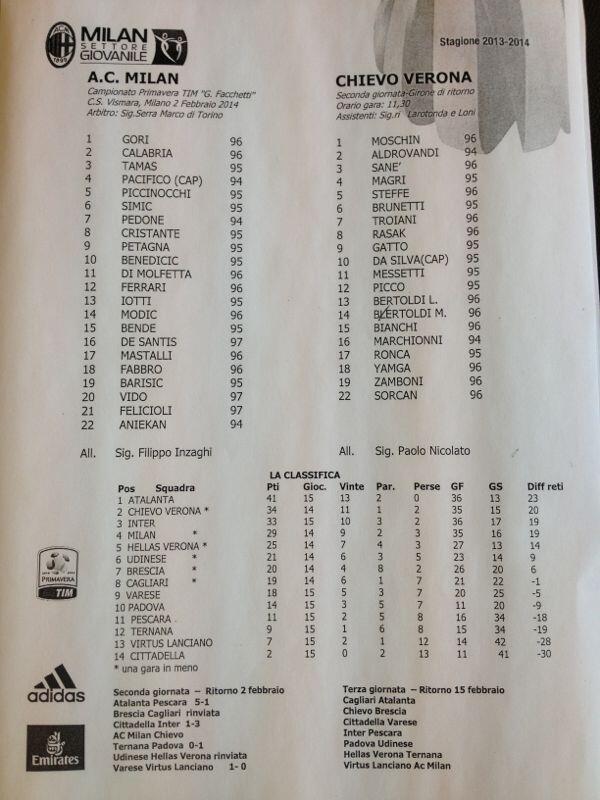 MILAN
SETTORE
GIOVANILE
ACM
1899
Stagione 2013-2014
A.C. MILAN
Campionato Primavera TIM "G. Facchetti"
C.S. Vismara, Milano 2 Febbraio 2014
Arbitro: Sig.Serra Marco di Torino
1 GORI 96
2 CALABRIA 96
3 TAMAS 96
4 PACIFICO (CAP) 94
5 PICCINOCCHI 95
6 SIMIC 95
7 PEDONE 94
8 CRISTANTE 95
9 PETAGNA 95
10 BENEDICIC 95
11 DI MOLFETTA 96
12 FERRARI 96
13 IOTTI 95
14 MODIC 96
15 BENDE 95
16 DE SANTIS 97
17 MASTALLI 96
18 FABBRO 96
19 BARISIC 95
20 VIDO 97
21 FELICIOLI 97
22 ANIEKAN 94
All. Sig. Filippo Inzaghi
CHIEVO VERONA
Seconda giornata-Girone di ritorno
Orario gara: 11,30
Assistenti: Sig.ri Larotonda e Loni
1 MOSCHIN 96
2 ALDROVANDI 94
3 SANE' 96
4 MAGRI 95
5 STEFFE 96
6 BRUNETTI 95
7 TROIANI 96
8 RASAK 96
9 GATTO 95
10 DA SILVA(CAP) 95
11 MESSETTI 95
12 PICCO 95
13 BERTOLDI L. 96
14 BLERTOLDI M. 96
15 BIANCHI 96
16 MARCHIONNI 94
17 RONCA 95
18 YAMGA 96
19 ZAMBONI 96
22 SORCAN 96
All. Sig. Paolo Nicolato
LA CLASSIFICA
Pos Squadra Pti Gioc. Vinte Par. Perse GF GS Diff reti
1 ATALANTA 41 15 13 2 0 36 13 23
2 CHIEVO VERONA * 34 14 11 1 2 35 15 20
3 INTER 33 15 10 3 2 36 17 19
4 MILAN * 29 14 9 2 3 35 16 19
5 HELLAS VERONA * 25 14 7 4 3 27 13 14
6 UDINESE * 21 14 6 3 5 23 14 9
7 BRESCIA * 20 14 4 8 2 26 20 6
8 CAGLIARI * 19 14 6 1 7 21 22 -1
9 VARESE 18 15 5 3 7 20 25 -5
10 PADOVA 14 15 3 5 7 11 20 -9
11 PESCARA 11 15 2 5 8 16 34 -18
12 TERNANA 9 15 1 6 8 15 34 -19
13 VIRTUS LANCIANO 7 15 2 1 12 14 42 -28
14 CITTADELLA 2 15 0 2 13 11 41 -30
* una gara in meno
PRIMAVERA
TIM
adidas
Emirates
Seconda giornata – Ritorno 2 febbraio
Atalanta Pescara 5-1
Brescia Cagliari rinviata
Cittadella Inter 1-3
AC Milan Chievo
Ternana Padova 0-1
Udinese Hellas Verona rinviata
Varese Virtus Lanciano 1- 0
Terza giornata – Ritorno 15 febbraio
Cagliari Atalanta
Chievo Brescia
Cittadella Varese
Inter Pescara
Padova Udinese
Hellas Verona Ternana
Virtus Lanciano Ac Milan